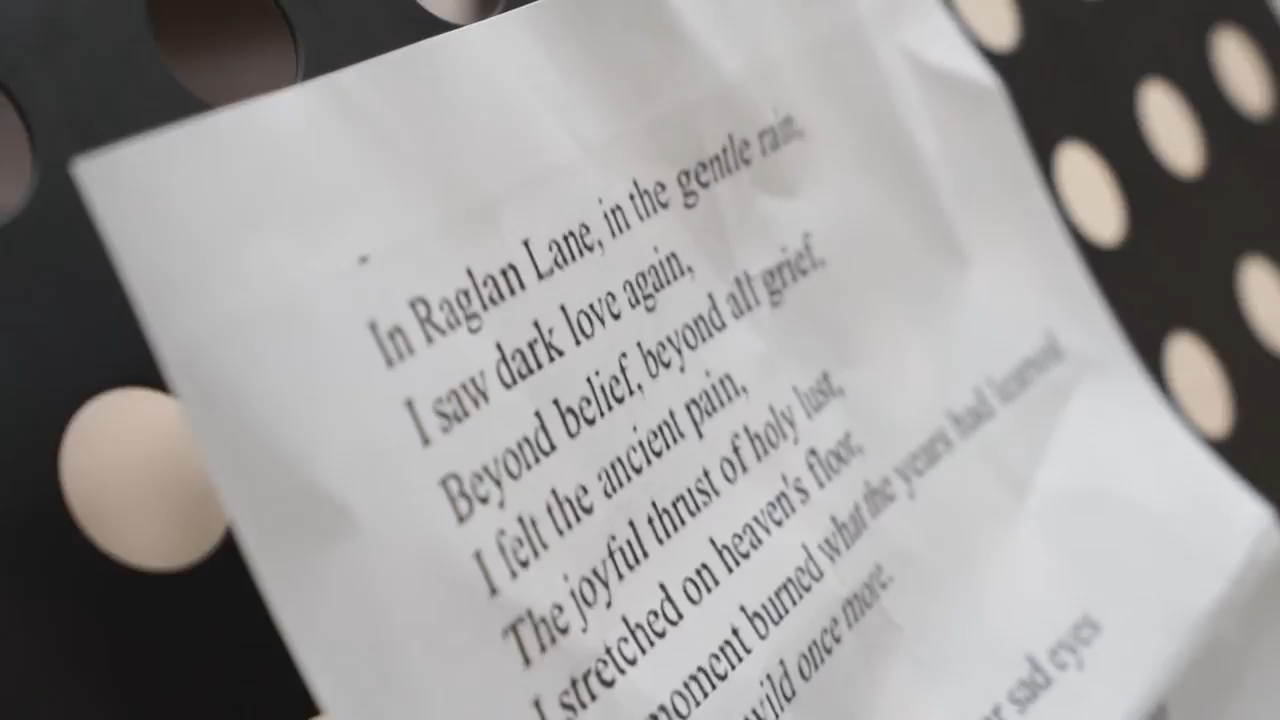 In Raglan Lane, in the gentle rain,
I saw dark love again,
Beyond belief, beyond all grief,
I felt the ancient pain,
The joyful thrust of holy lust,
I stretched on heaven's floor,
moment burned what the years had learned
wild once more.
sad eyes